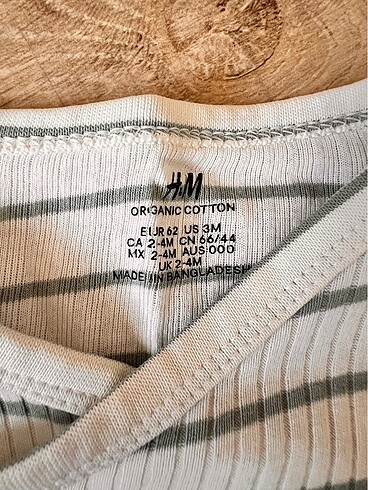 H&M
ORGANIC COTTON
EUR 62 US 3M
CA 2-4M CN 66/44
MX 2-4M AUS 000
UK 2-4M
MADE IN BANGLADESH